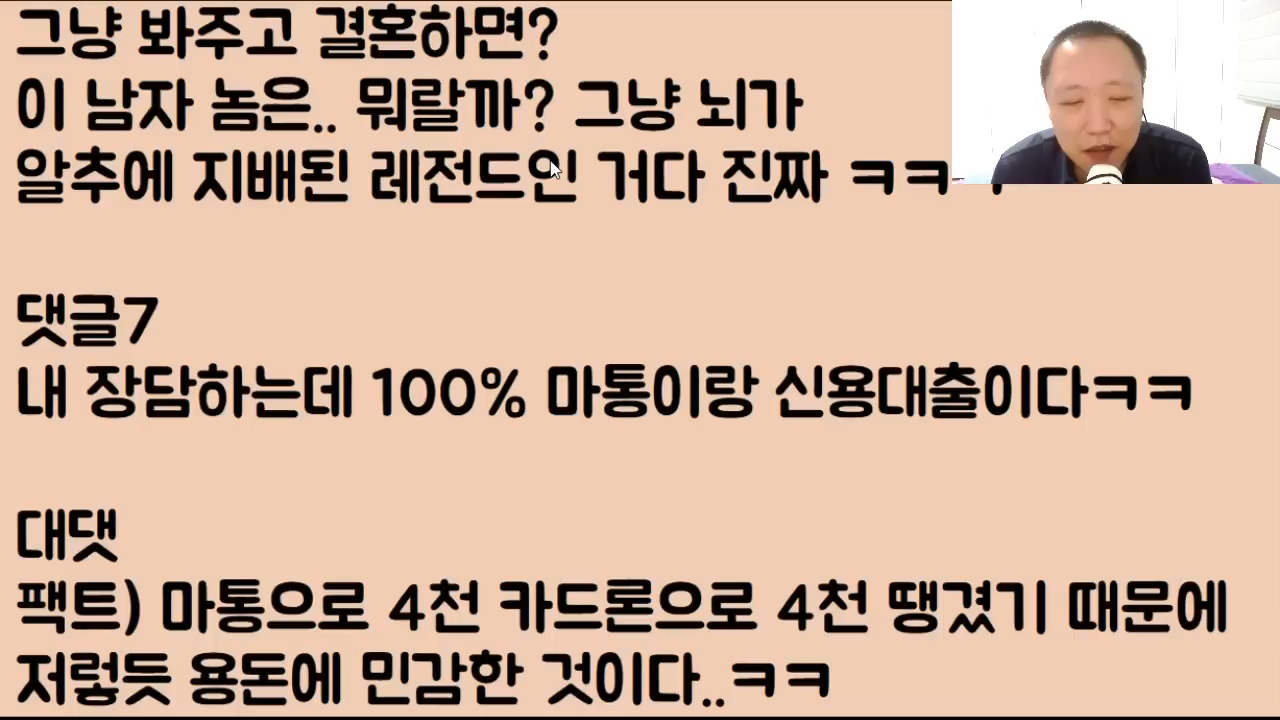 그냥 봐주고 결혼하면?
이 남자 놈은.. 뭐랄까? 그냥 뇌가
알추에 지배된 레전드인 거다 진짜 ㅋㅋ
댓글7
내 장담하는데 100% 마통이랑 신용대출이다ㅋㅋ
대댓
팩트) 마통으로 4천 카드론으로 4천 땡겼기 때문에
저렇듯 용돈에 민감한 것이다..ㅋㅋ